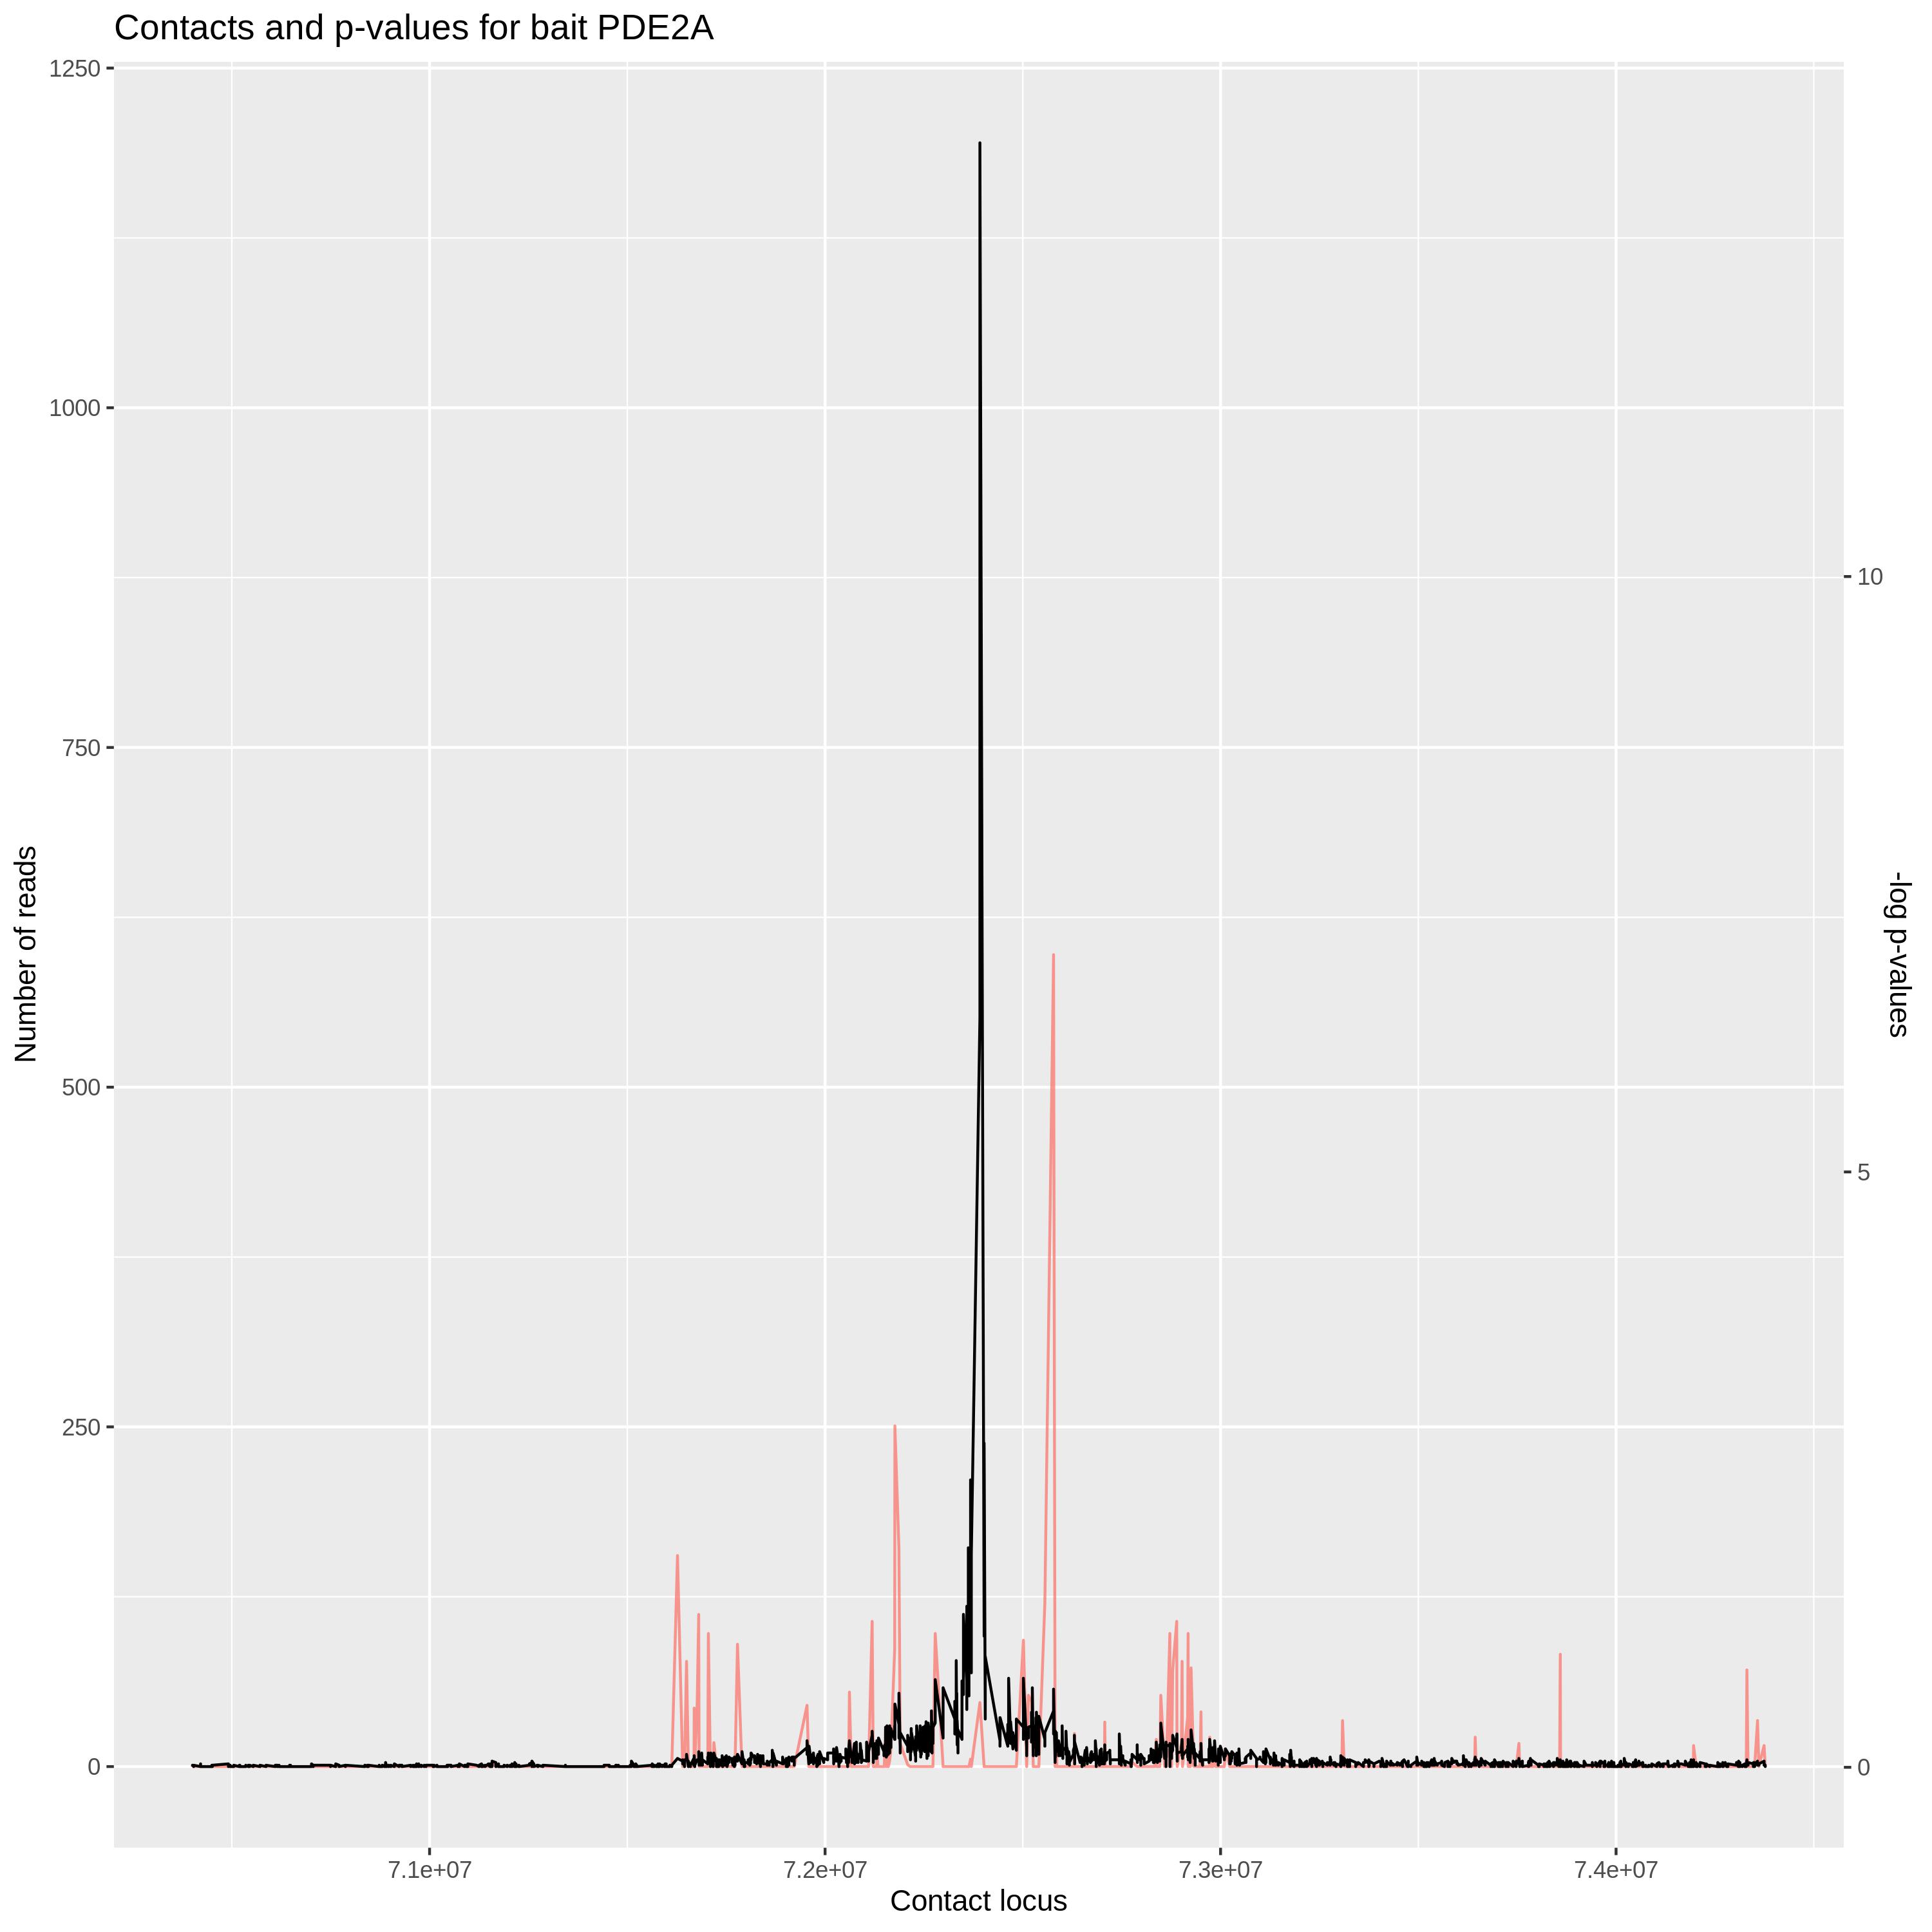 Contacts and p-values for bait PDE2A
1250
1000
750
500
250
0
Number of reads
10
5
0
-log p-values
7.1e+07
7.2e+07
7.3e+07
7.4e+07
Contact locus